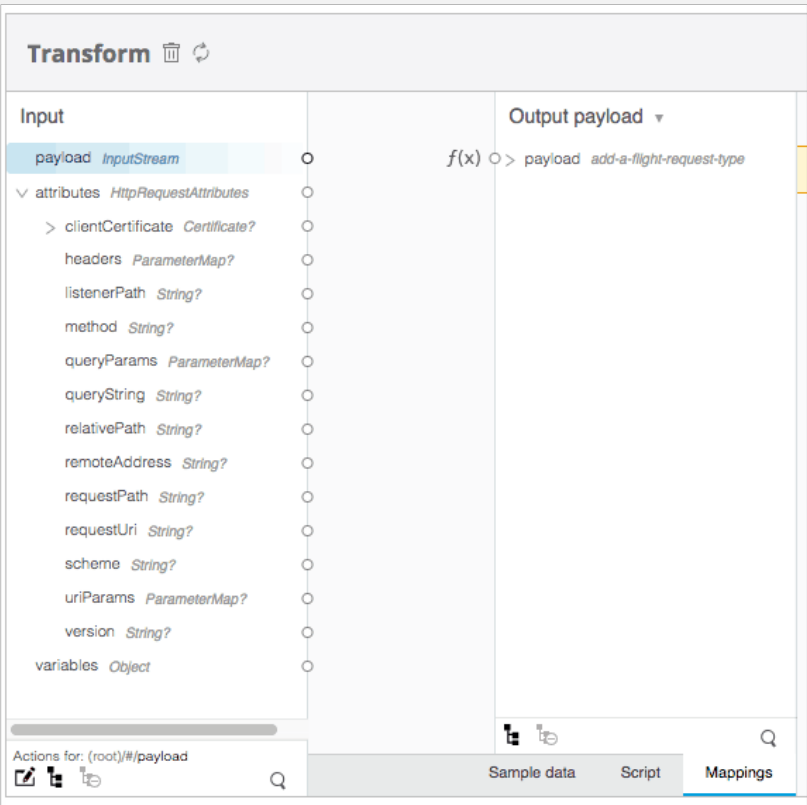 Transform
Input
Output payload
payload InputStream
f(x) payload add-a-flight-request-type
attributes HttpRequestAttributes
clientCertificate Certificate?
headers ParameterMap?
listenerPath String?
method String?
queryParams ParameterMap?
queryString String?
relativePath String?
remoteAddress String?
requestPath String?
requestUri String?
scheme String?
uriParams ParameterMap?
version String?
variables Object
Actions for: (root)/#/payload
Sample data Script Mappings